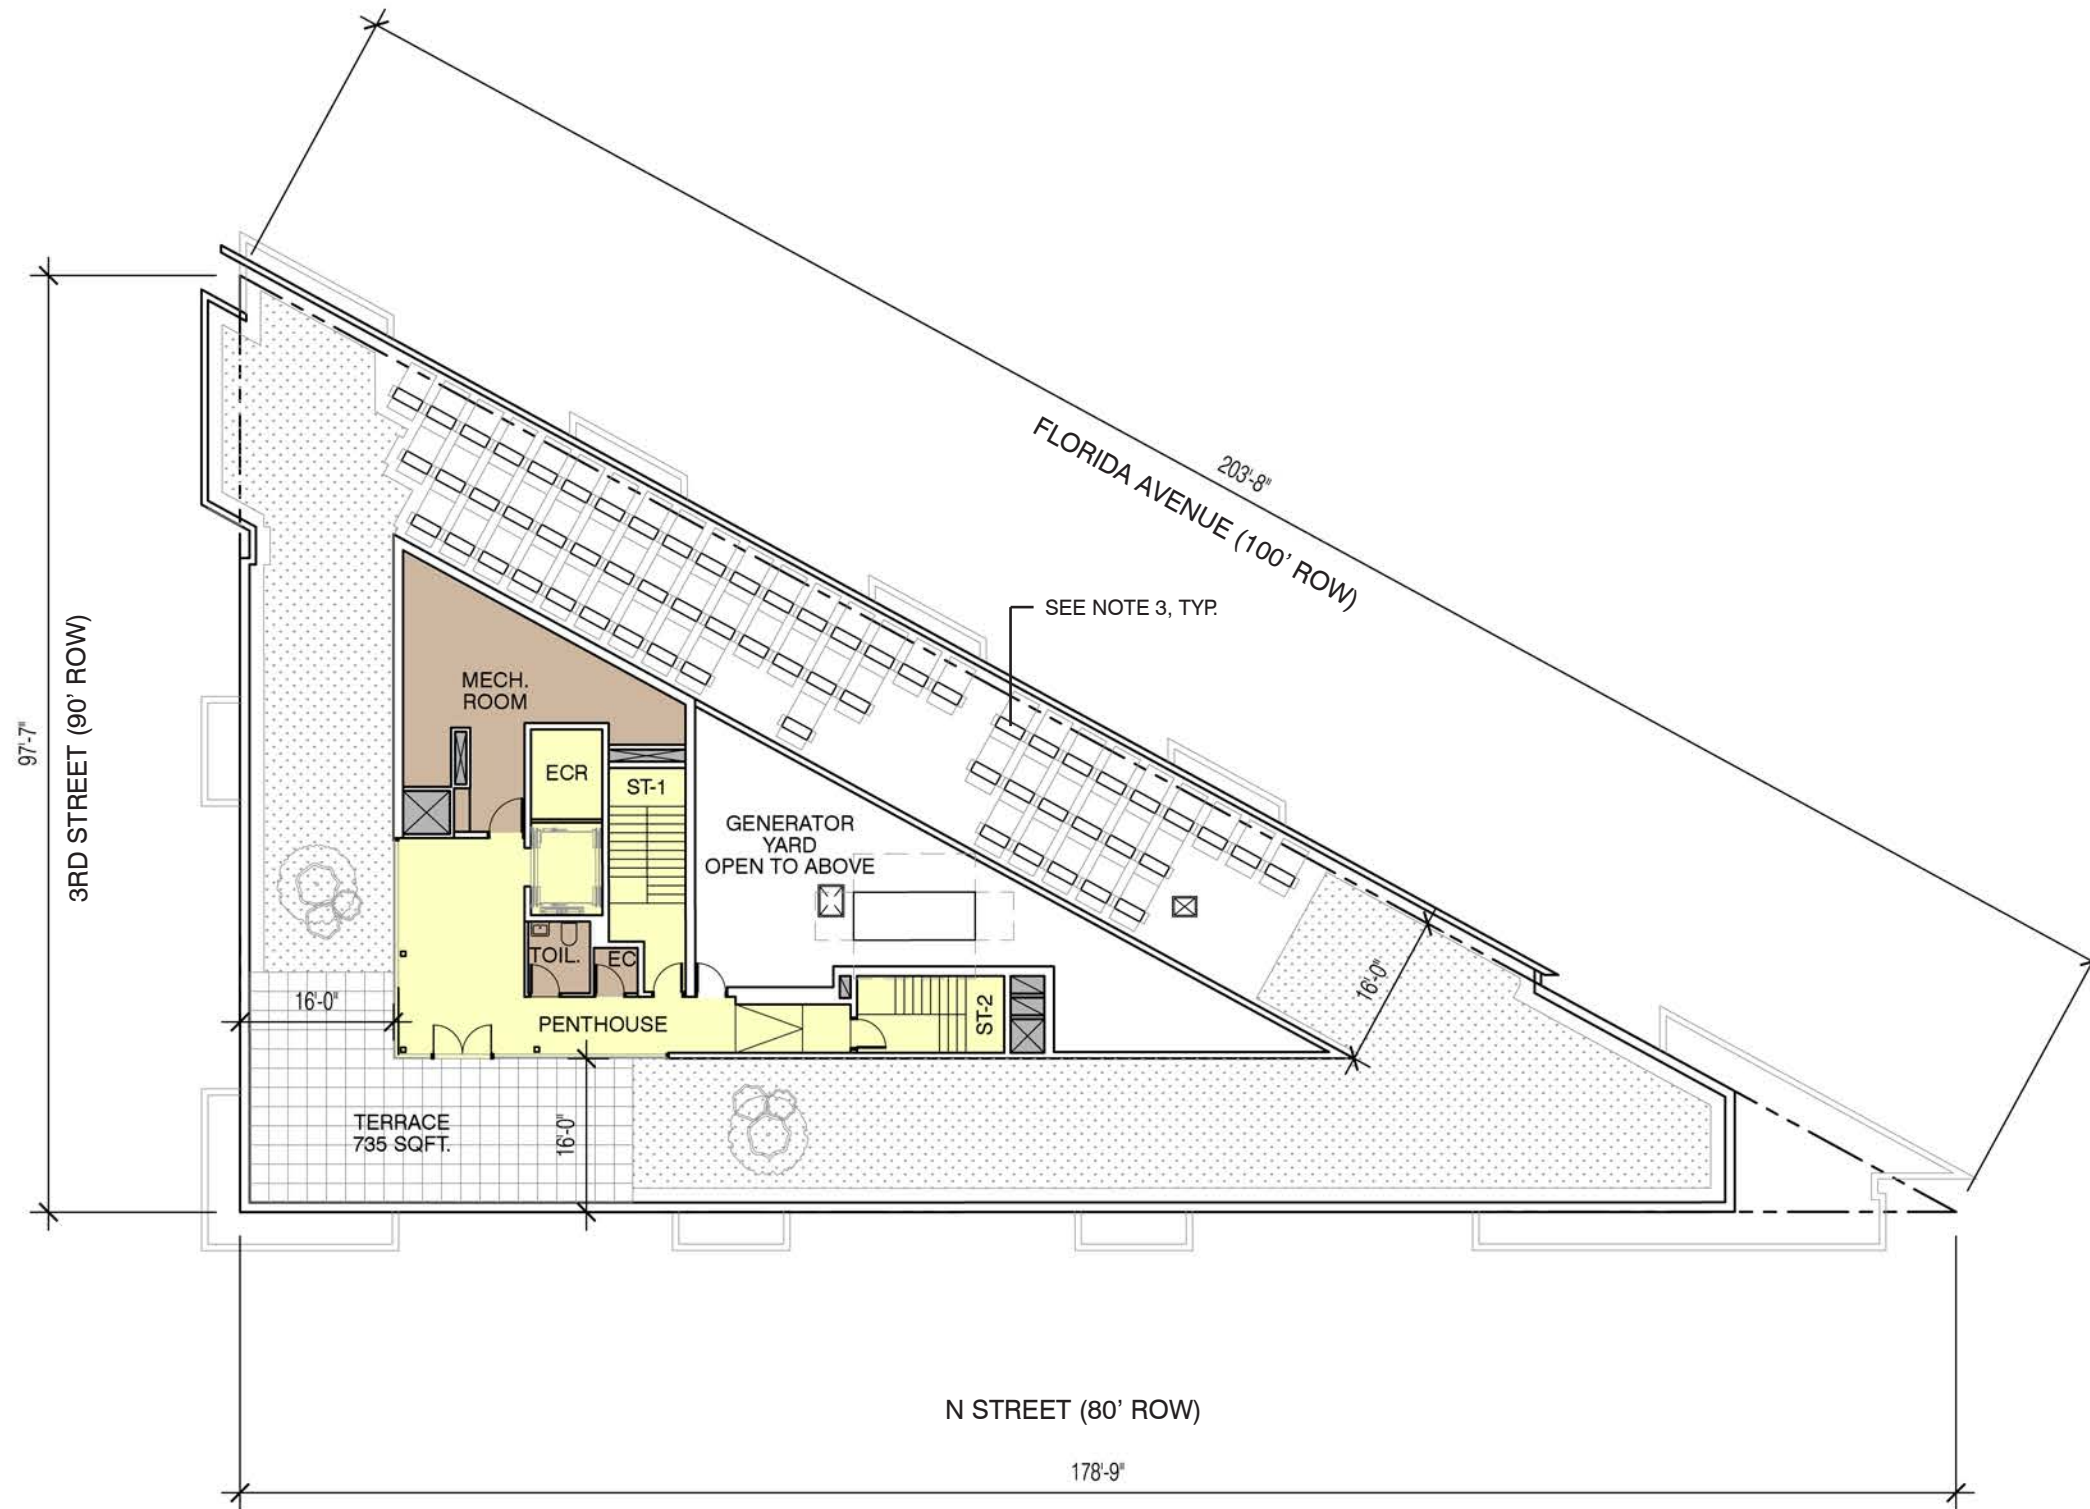 203'-8"
FLORIDA AVENUE (100' ROW)
SEE NOTE 3, TYP.
97'-7"
3RD STREET (90' ROW)
MECH.
ROOM
ECR
ST-1
GENERATOR
YARD
OPEN TO ABOVE
TOIL.
EC
16'-0"
16'-0"
PENTHOUSE
ST-2
TERRACE
735 SQFT.
16'-0"
N STREET (80' ROW)
178'-9"